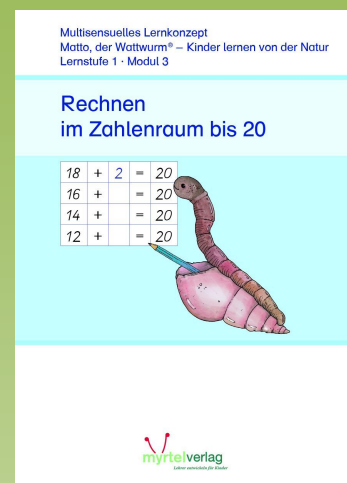 Multisensuelles Lernkonzept
Matto, der Wattwurm® – Kinder lernen von der Natur
Lernstufe 1 · Modul 3
Rechnen
im Zahlenraum bis 20
18 + 2 = 20
16 + = 20
14 + = 20
12 + = 20
myrtelverlag
Lehrer entwickeln für Kinder